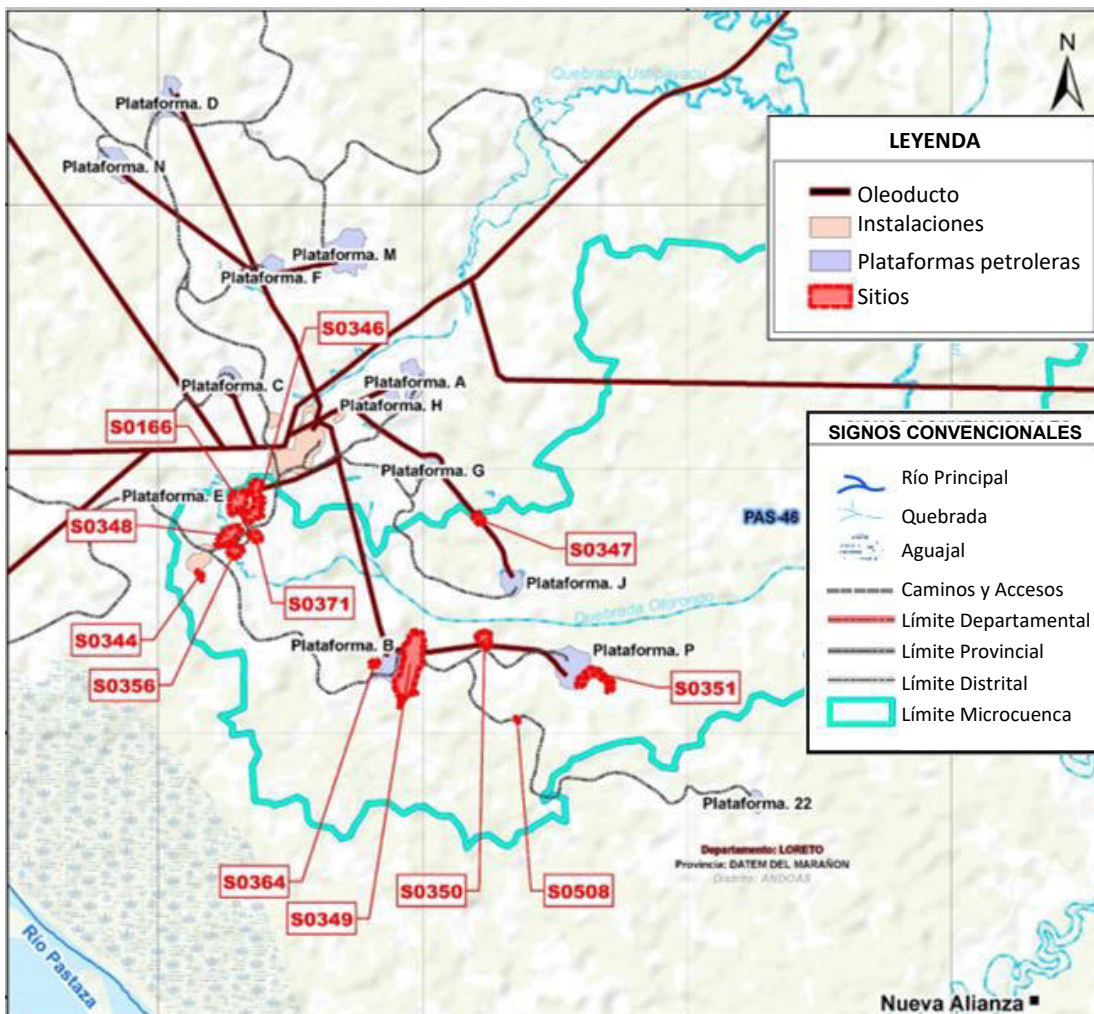 N
Quebrada Ushpayacu
Plataforma. D
Plataforma. N
Plataforma. M
Plataforma. F
LEYENDA
Oleoducto
Instalaciones
Plataformas petroleras
Sitios
S0346
Plataforma. C
Plataforma. A
Plataforma. H
S0166
Plataforma. G
Plataforma. E
S0348
PAS-46
S0347
Plataforma. J
S0371
Quebrada Otorongo
S0344
Plataforma. B
Plataforma. P
S0356
S0351
SIGNOS CONVENCIONALES
Río Principal
Quebrada
Aguajal
Caminos y Accesos
Límite Departamental
Límite Provincial
Límite Distrital
Límite Microcuenca
Plataforma. 22
Departamento: LORETO
Provincia: DATEM DEL MARAÑON
Distrito: ANDOAS
S0364
S0349
S0350
S0508
Río Pastaza
Nueva Alianza